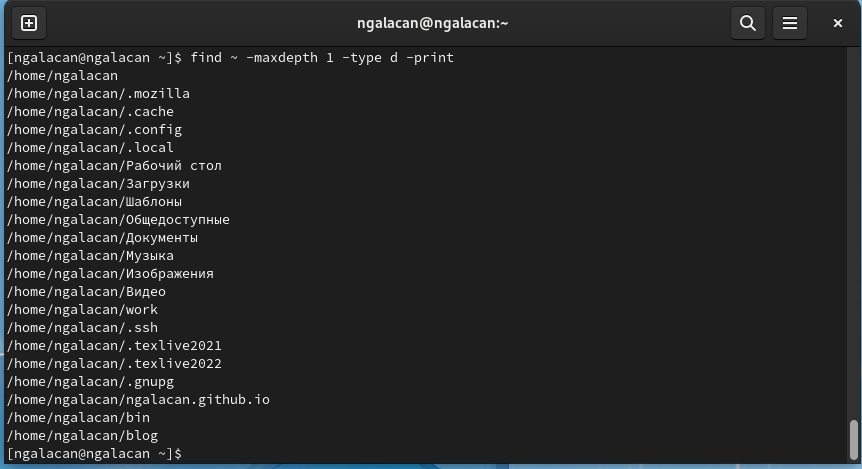 ngalacan@ngalacan:~
[ngalacan@ngalacan ~]$ find ~ -maxdepth 1 -type d -print
/home/ngalacan
/home/ngalacan/.mozilla
/home/ngalacan/.cache
/home/ngalacan/.config
/home/ngalacan/.local
/home/ngalacan/Рабочий стол
/home/ngalacan/Загрузки
/home/ngalacan/Шаблоны
/home/ngalacan/Общедоступные
/home/ngalacan/Документы
/home/ngalacan/Музыка
/home/ngalacan/Изображения
/home/ngalacan/Видео
/home/ngalacan/work
/home/ngalacan/.ssh
/home/ngalacan/.texlive2021
/home/ngalacan/.texlive2022
/home/ngalacan/.gnupg
/home/ngalacan/ngalacan.github.io
/home/ngalacan/bin
/home/ngalacan/blog
[ngalacan@ngalacan ~]$